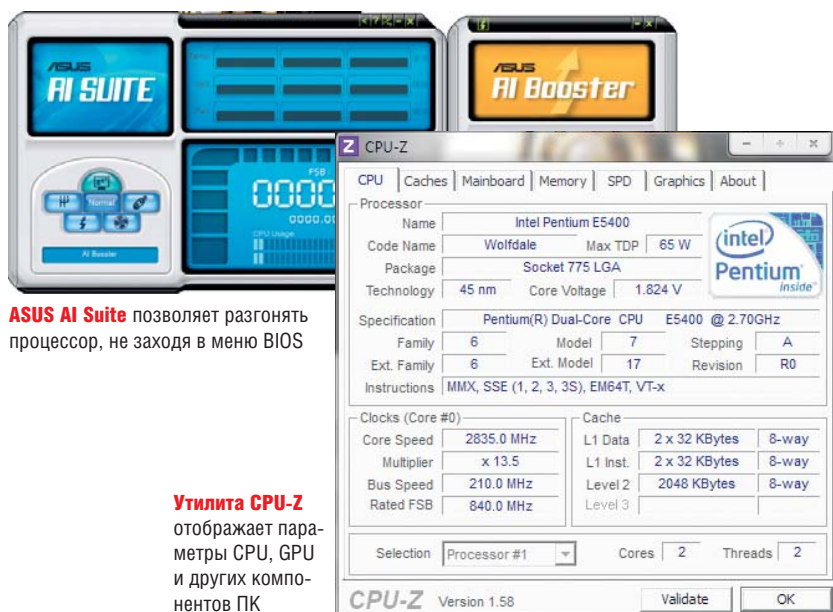 ASUS
AI SUITE
FSB
0000
0000.00
CPU Usage
Normal
AI Booster
ASUS
AI Booster
ASUS AI Suite позволяет разгонять
процессор, не заходя в меню BIOS
Утилита CPU-Z
отображает пара-
метры CPU, GPU
и других компо-
нентов ПК
Z CPU-Z
CPU Caches Mainboard Memory SPD Graphics About
Processor
Name Intel Pentium E5400
Code Name Wolfdale Max TDP 65 W
Package Socket 775 LGA
Technology 45 nm Core Voltage 1.824 V
intel
Pentium
inside™
Specification Pentium(R) Dual-Core CPU E5400 @ 2.70GHz
Family 6 Model 7 Stepping A
Ext. Family 6 Ext. Model 17 Revision R0
Instructions MMX, SSE (1, 2, 3, 3S), EM64T, VT-x
Clocks (Core #0)
Core Speed 2835.0 MHz
Multiplier x 13.5
Bus Speed 210.0 MHz
Rated FSB 840.0 MHz
Cache
L1 Data 2 x 32 KBytes 8-way
L1 Inst. 2 x 32 KBytes 8-way
Level 2 2048 KBytes 8-way
Level 3
Selection Processor #1 Cores 2 Threads 2
CPU-Z Version 1.58 Validate OK